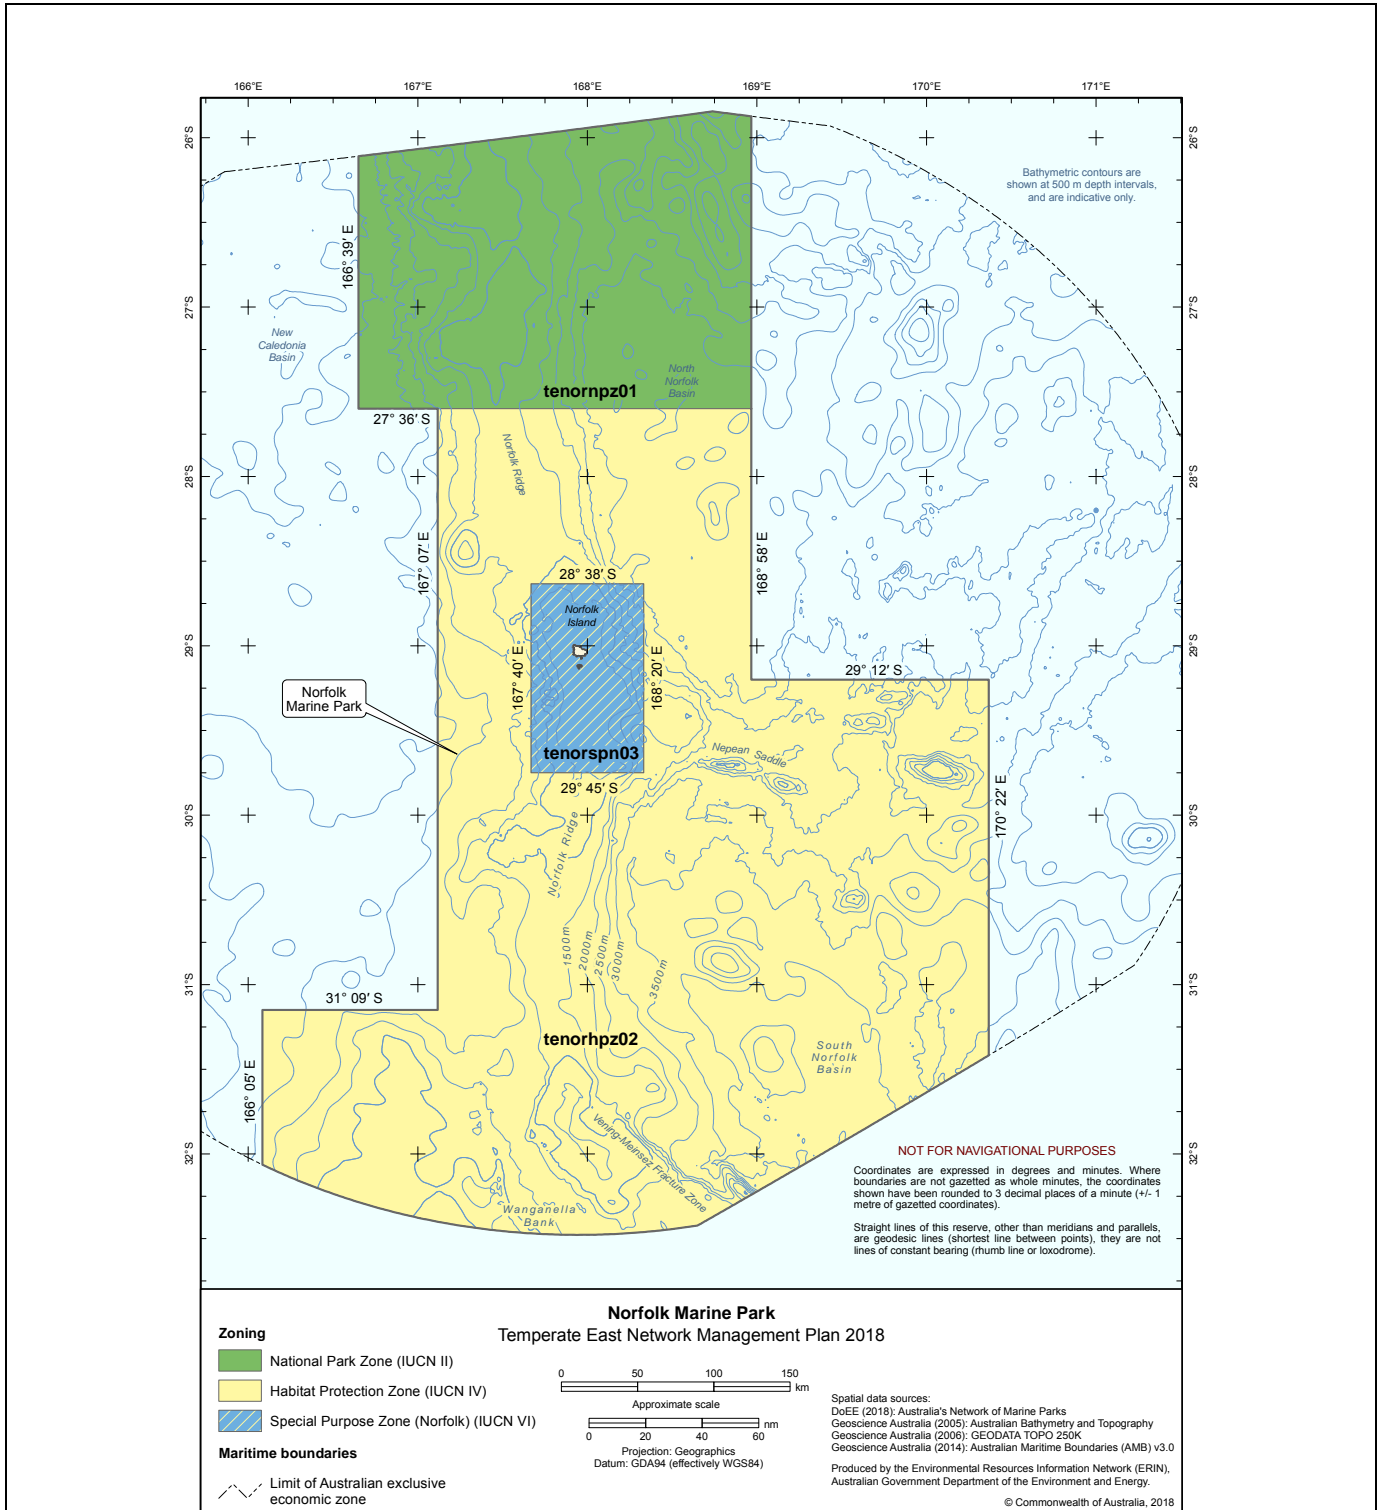 166°E 167°E 168°E 169°E 170°E 171°E
26°S
26°S
Bathymetric contours are
shown at 500 m depth intervals,
and are indicative only.
166° 39′ E
27°S
27°S
New
Caledonia
Basin
North
Norfolk
Basin
tenornpz01
27° 36′ S
Norfolk Ridge
28°S
28°S
167° 07′ E
168° 58′ E
28° 38′ S
Norfolk
Island
29°S
29°S
167° 40′ E
168° 20′ E
29° 12′ S
Norfolk
Marine Park
tenorspn03
Nepean Saddle
29° 45′ S
30°S
30°S
170° 22′ E
Norfolk Ridge
1500m
2000m
2500m
3000m
3500m
31°S
31°S
31° 09′ S
tenorhpz02
South
Norfolk
Basin
166° 05′ E
Vening-Meinsez Fracture Zone
32°S
32°S
Wanganella
Bank
NOT FOR NAVIGATIONAL PURPOSES
Coordinates are expressed in degrees and minutes. Where
boundaries are not gazetted as whole minutes, the coordinates
shown have been rounded to 3 decimal places of a minute (+/- 1
metre of gazetted coordinates).
Straight lines of this reserve, other than meridians and parallels,
are geodesic lines (shortest line between points), they are not
lines of constant bearing (rhumb line or loxodrome).
Norfolk Marine Park
Temperate East Network Management Plan 2018
Zoning
National Park Zone (IUCN II)
Habitat Protection Zone (IUCN IV)
Special Purpose Zone (Norfolk) (IUCN VI)
Maritime boundaries
Limit of Australian exclusive
economic zone
0 50 100 150
km
Approximate scale
nm
0 20 40 60
Projection: Geographics
Datum: GDA94 (effectively WGS84)
Spatial data sources:
DoEE (2018): Australia's Network of Marine Parks
Geoscience Australia (2005): Australian Bathymetry and Topography
Geoscience Australia (2006): GEODATA TOPO 250K
Geoscience Australia (2014): Australian Maritime Boundaries (AMB) v3.0
Produced by the Environmental Resources Information Network (ERIN),
Australian Government Department of the Environment and Energy.
© Commonwealth of Australia, 2018